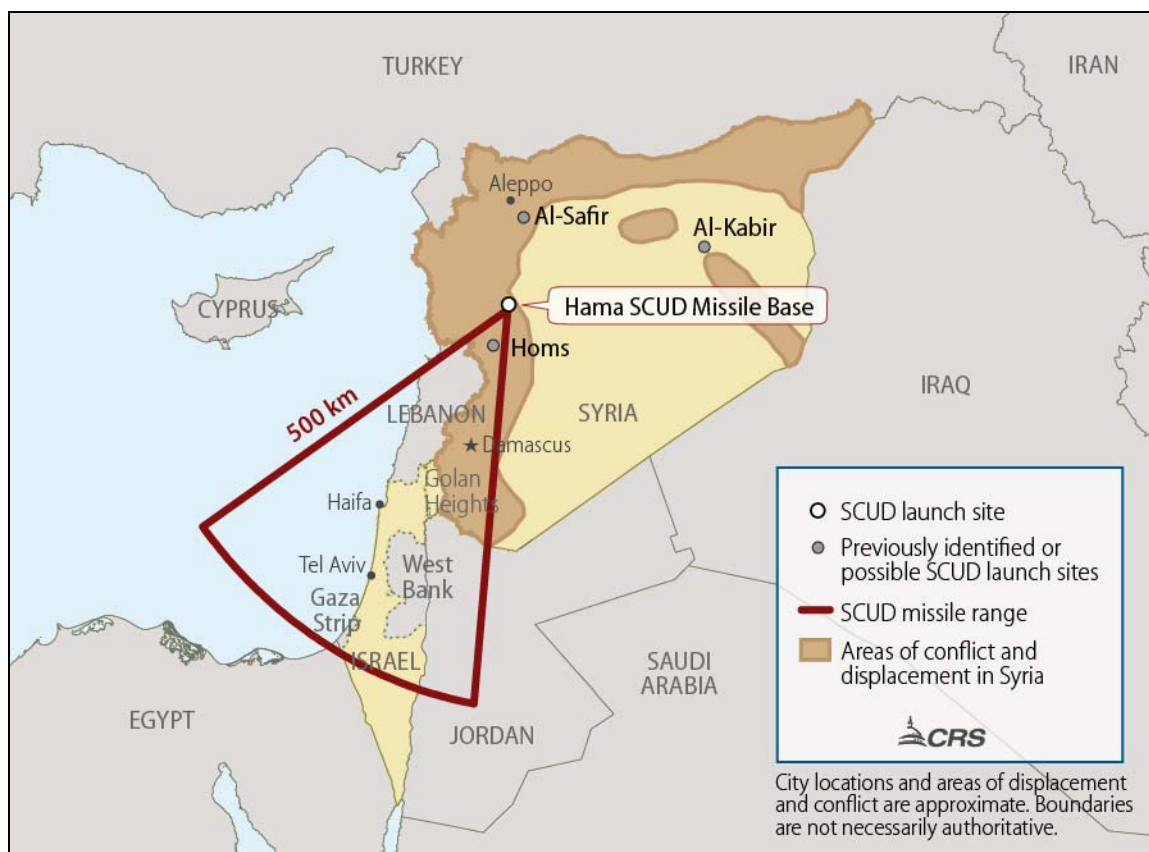 TURKEY
IRAN
Aleppo
Al-Safir
Al-Kabir
CYPRUS
Hama SCUD Missile Base
Homs
IRAQ
500 km
LEBANON
SYRIA
Damascus
Golan
Heights
Haifa
Tel Aviv
West
Bank
Gaza
Strip
ISRAEL
SAUDI
ARABIA
EGYPT
JORDAN
SCUD launch site
Previously identified or
possible SCUD launch sites
SCUD missile range
Areas of conflict and
displacement in Syria
CRS
City locations and areas of displacement
and conflict are approximate. Boundaries
are not necessarily authoritative.